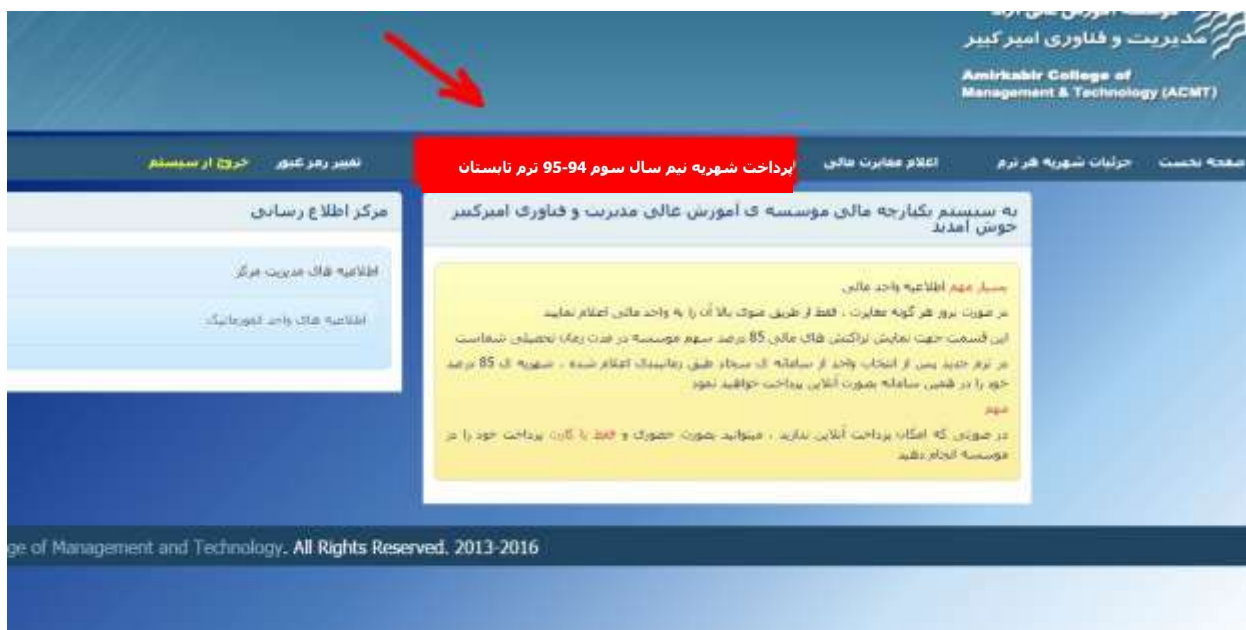 مدیریت و فناوری امیر کبیر
Amirkabir College of
Management & Technology (ACMT)
صفحه نخست
جزئیات شهریه هر ترم
اعلام مغایرت مالی
پرداخت شهریه نیم سال سوم 94-95 ترم تابستان
تغییر رمز عبور
خروج از سیستم
به سیستم یکپارچه مالی موسسه ی آموزش عالی مدیریت و فناوری امیرکبیر
خوش آمدید
بسیار مهم اطلاعیه واحد مالی
در صورت بروز هر گونه مغایرت ، فقط از طریق منوی بالا آن را به واحد مالی اعلام نمایید
این قسمت جهت نمایش تراکنش های مالی 85 درصد سهم موسسه در مدت زمان تحصیلی شماست
در ترم جدید پس از انتخاب واحد از سامانه ی سجاد طبق زمانبندی اعلام شده ، شهریه ی 85 درصد
خود را در همین سامانه بصورت آنلاین پرداخت خواهید نمود
مهم
در صورتی که امکان پرداخت آنلاین ندارید ، میتوانید بصورت حضوری و فقط با کارت پرداخت خود را در
موسسه انجام دهید
مرکز اطلاع رسانی
اطلاعیه های مدیریت مرکز
اطلاعیه های واحد انفورماتیک
ge of Management and Technology. All Rights Reserved. 2013-2016